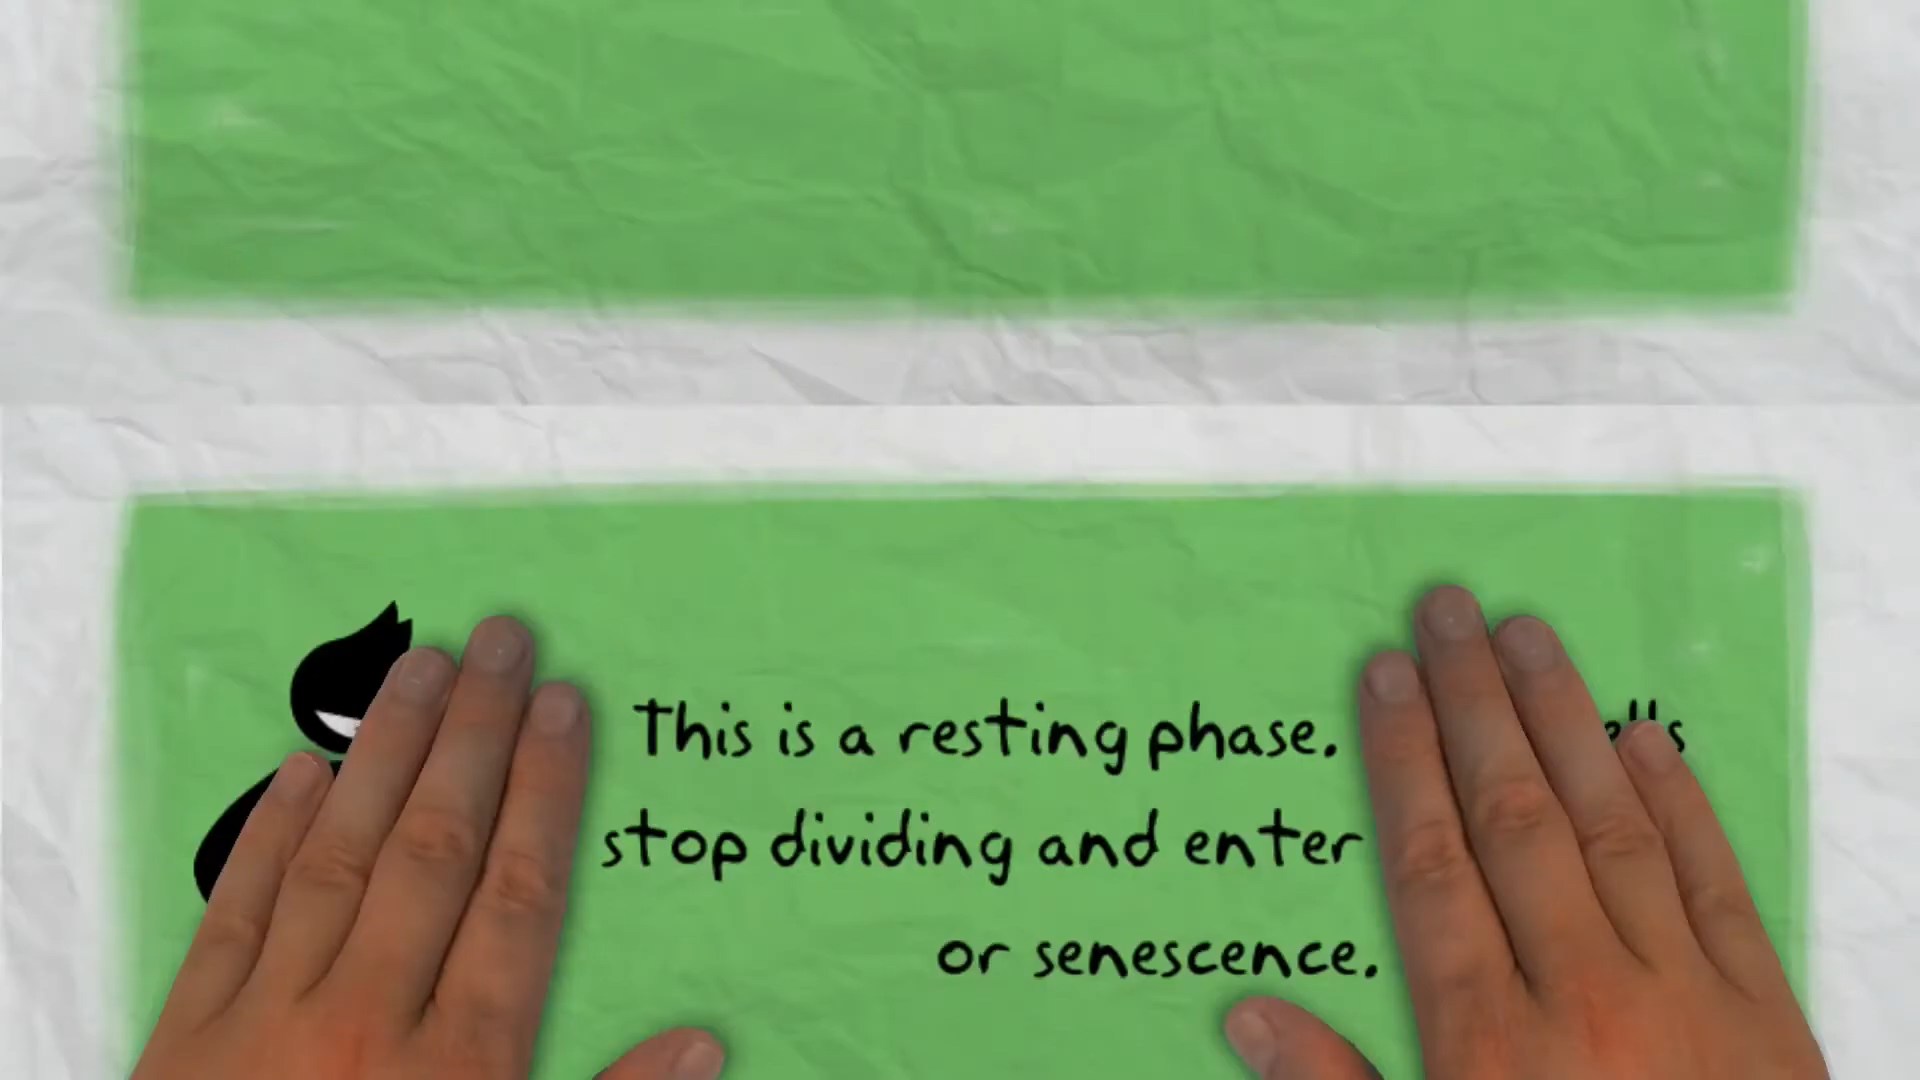 This is a resting phase.
stop dividing and enter
or senescence.